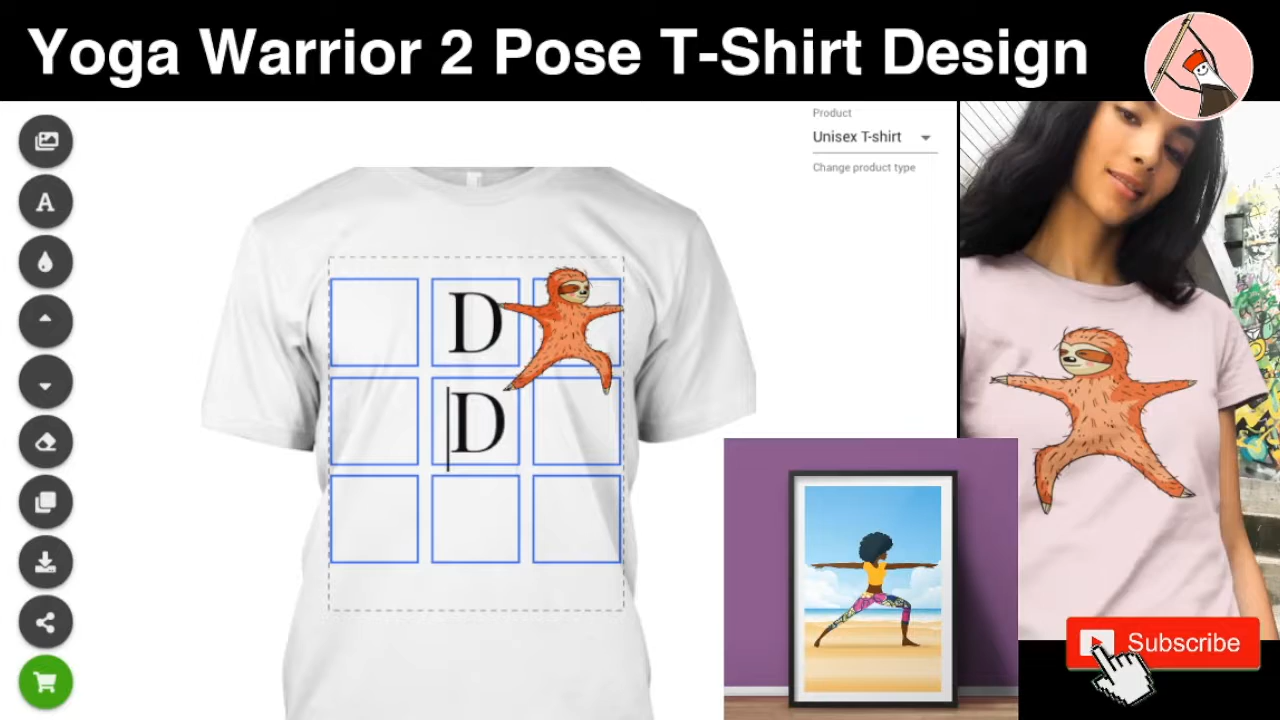 Yoga Warrior 2 Pose T-Shirt Design
Product
Unisex T-shirt
Change product type
A
D
D
Subscribe